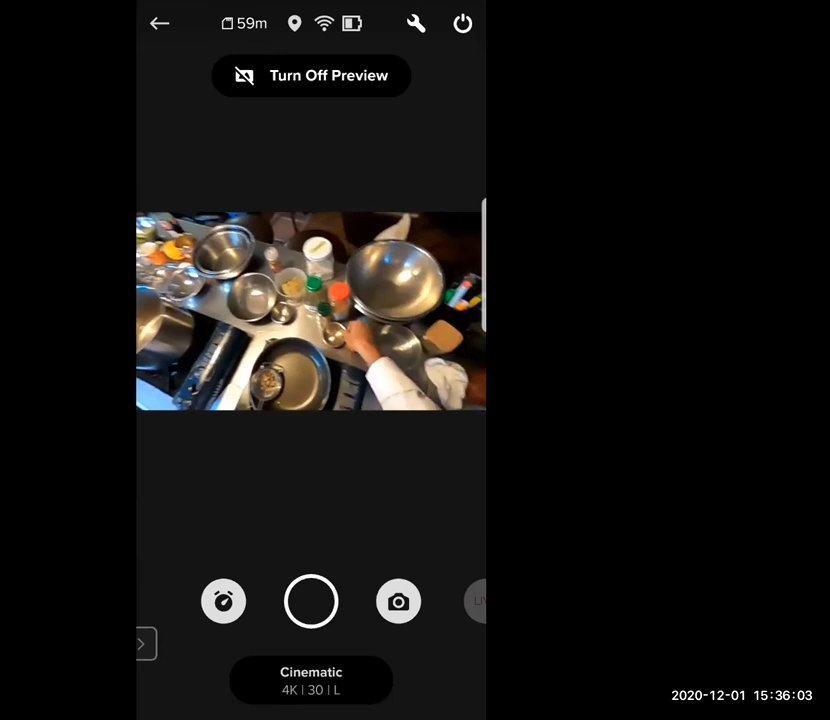 59m
Turn Off Preview
Cinematic
4K | 30 | L
2020-12-01 15:36:03